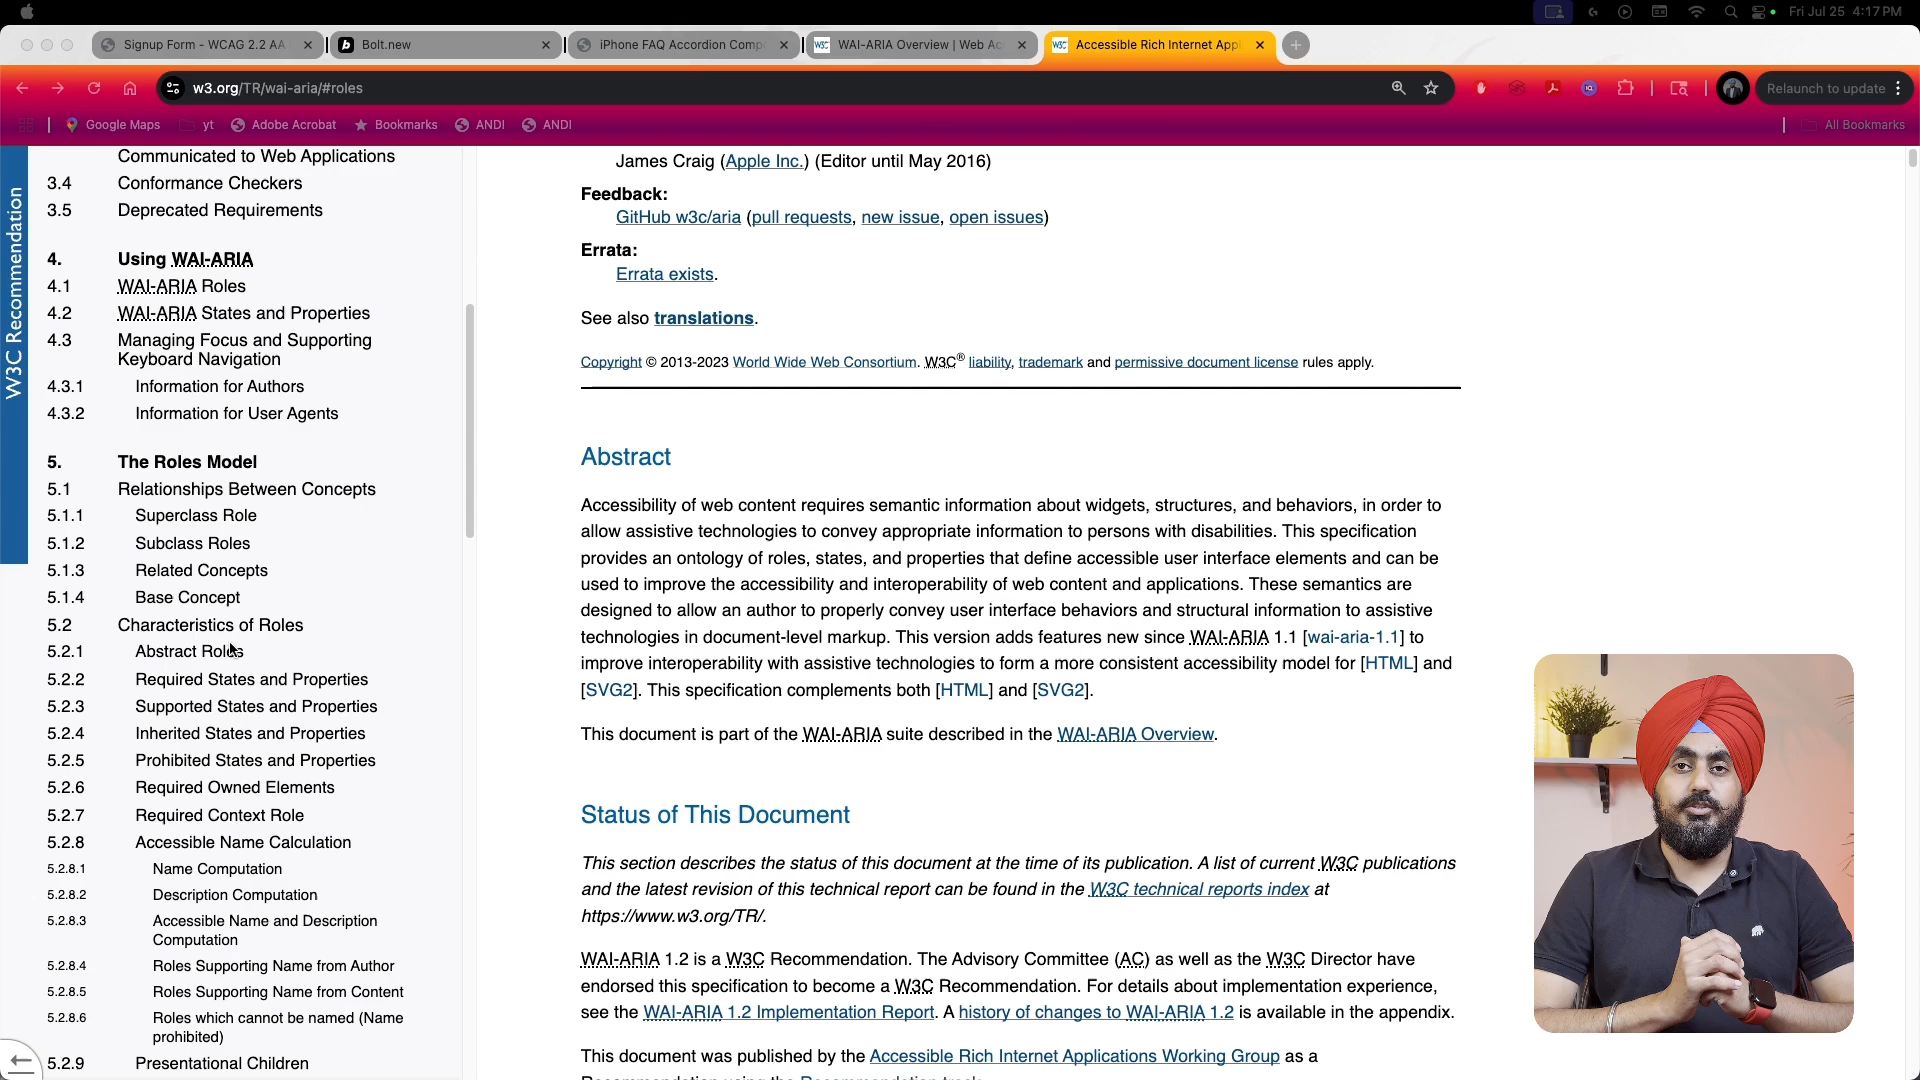 Fri Jul 25 4:17 PM
Signup Form - WCAG 2.2 AA
Bolt.new
iPhone FAQ Accordion Comp
WAI-ARIA Overview | Web Ac
Accessible Rich Internet Appl
w3.org/TR/wai-aria/#roles
Relaunch to update
Google Maps
yt
Adobe Acrobat
Bookmarks
ANDI
ANDI
All Bookmarks
W3C Recommendation
Communicated to Web Applications
3.4 Conformance Checkers
3.5 Deprecated Requirements
4. Using WAI-ARIA
4.1 WAI-ARIA Roles
4.2 WAI-ARIA States and Properties
4.3 Managing Focus and Supporting
Keyboard Navigation
4.3.1 Information for Authors
4.3.2 Information for User Agents
5. The Roles Model
5.1 Relationships Between Concepts
5.1.1 Superclass Role
5.1.2 Subclass Roles
5.1.3 Related Concepts
5.1.4 Base Concept
5.2 Characteristics of Roles
5.2.1 Abstract Roles
5.2.2 Required States and Properties
5.2.3 Supported States and Properties
5.2.4 Inherited States and Properties
5.2.5 Prohibited States and Properties
5.2.6 Required Owned Elements
5.2.7 Required Context Role
5.2.8 Accessible Name Calculation
5.2.8.1 Name Computation
5.2.8.2 Description Computation
5.2.8.3 Accessible Name and Description
Computation
5.2.8.4 Roles Supporting Name from Author
5.2.8.5 Roles Supporting Name from Content
5.2.8.6 Roles which cannot be named (Name
prohibited)
5.2.9 Presentational Children
James Craig (Apple Inc.) (Editor until May 2016)
Feedback:
GitHub w3c/aria (pull requests, new issue, open issues)
Errata:
Errata exists.
See also translations.
Copyright © 2013-2023 World Wide Web Consortium. W3C® liability, trademark and permissive document license rules apply.
Abstract
Accessibility of web content requires semantic information about widgets, structures, and behaviors, in order to
allow assistive technologies to convey appropriate information to persons with disabilities. This specification
provides an ontology of roles, states, and properties that define accessible user interface elements and can be
used to improve the accessibility and interoperability of web content and applications. These semantics are
designed to allow an author to properly convey user interface behaviors and structural information to assistive
technologies in document-level markup. This version adds features new since WAI-ARIA 1.1 [wai-aria-1.1] to
improve interoperability with assistive technologies to form a more consistent accessibility model for [HTML] and
[SVG2]. This specification complements both [HTML] and [SVG2].
This document is part of the WAI-ARIA suite described in the WAI-ARIA Overview.
Status of This Document
This section describes the status of this document at the time of its publication. A list of current W3C publications
and the latest revision of this technical report can be found in the W3C technical reports index at
https://www.w3.org/TR/.
WAI-ARIA 1.2 is a W3C Recommendation. The Advisory Committee (AC) as well as the W3C Director have
endorsed this specification to become a W3C Recommendation. For details about implementation experience,
see the WAI-ARIA 1.2 Implementation Report. A history of changes to WAI-ARIA 1.2 is available in the appendix.
This document was published by the Accessible Rich Internet Applications Working Group as a